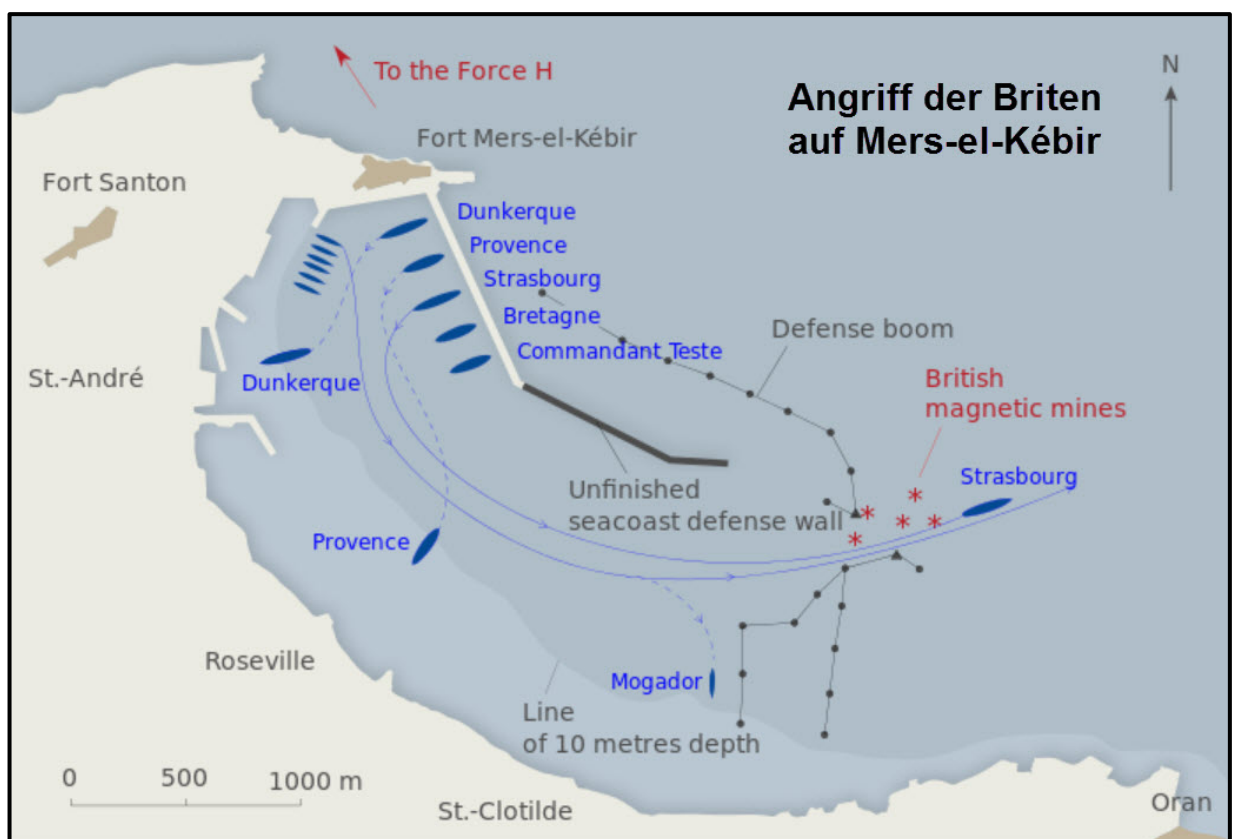 To the Force H
N
Angriff der Briten
auf Mers-el-Kébir
Fort Mers-el-Kébir
Fort Santon
Dunkerque
Provence
Strasbourg
Bretagne
Commandant Teste
Defense boom
St.-André
Dunkerque
British
magnetic mines
Strasbourg
Unfinished
seacoast defense wall
Provence
Roseville
Mogador
Line
of 10 metres depth
0 500 1000 m
St.-Clotilde
Oran